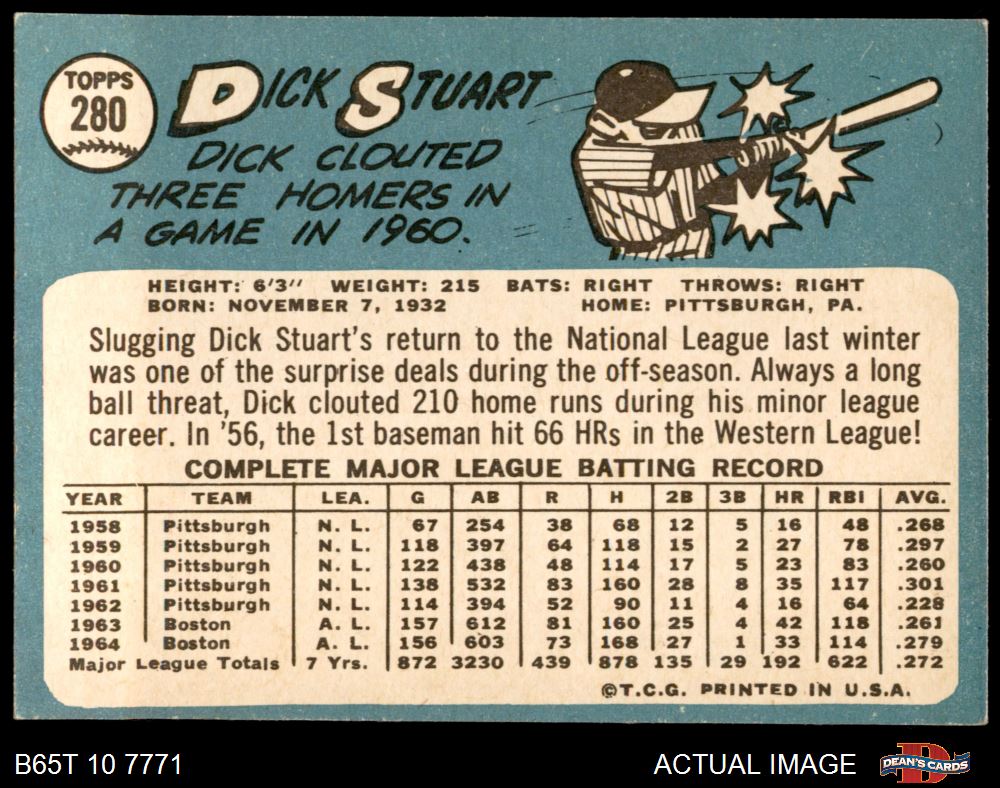 TOPPS
280
DICK STUART
DICK CLOUTED
THREE HOMERS IN
A GAME IN 1960.
HEIGHT: 6'3" WEIGHT: 215 BATS: RIGHT THROWS: RIGHT
BORN: NOVEMBER 7, 1932 HOME: PITTSBURGH, PA.
Slugging Dick Stuart's return to the National League last winter
was one of the surprise deals during the off-season. Always a long
ball threat, Dick clouted 210 home runs during his minor league
career. In '56, the 1st baseman hit 66 HRs in the Western League!
COMPLETE MAJOR LEAGUE BATTING RECORD
YEAR TEAM LEA. G AB R H 2B 3B HR RBI AVG.
1958 Pittsburgh N. L. 67 254 38 68 12 5 16 48 .268
1959 Pittsburgh N. L. 118 397 64 118 15 2 27 78 .297
1960 Pittsburgh N. L. 122 438 48 114 17 5 23 83 .260
1961 Pittsburgh N. L. 138 532 83 160 28 8 35 117 .301
1962 Pittsburgh N. L. 114 394 52 90 11 4 16 64 .228
1963 Boston A. L. 157 612 81 160 25 4 42 118 .261
1964 Boston A. L. 156 603 73 168 27 1 33 114 .279
Major League Totals 7 Yrs. 872 3230 439 878 135 29 192 622 .272
©T.C.G. PRINTED IN U.S.A.
B65T 10 7771 ACTUAL IMAGE DEAN'S CARDS